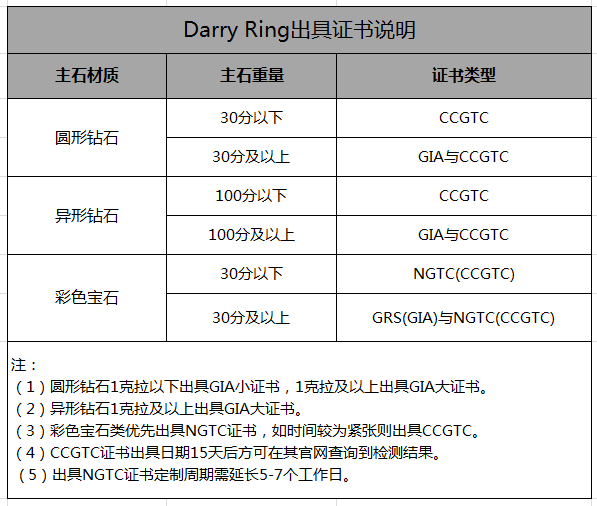 Darry Ring出具证书说明
主石材质 主石重量 证书类型
圆形钻石 30分以下 CCGTC
30分及以上 GIA与CCGTC
异形钻石 100分以下 CCGTC
100分及以上 GIA与CCGTC
彩色宝石 30分以下 NGTC(CCGTC)
30分及以上 GRS(GIA)与NGTC(CCGTC)
注：
（1）圆形钻石1克拉以下出具GIA小证书，1克拉及以上出具GIA大证书。
（2）异形钻石1克拉及以上出具GIA大证书。
（3）彩色宝石类优先出具NGTC证书，如时间较为紧张则出具CCGTC。
（4）CCGTC证书出具日期15天后方可在其官网查询到检测结果。
（5）出具NGTC证书定制周期需延长5-7个工作日。